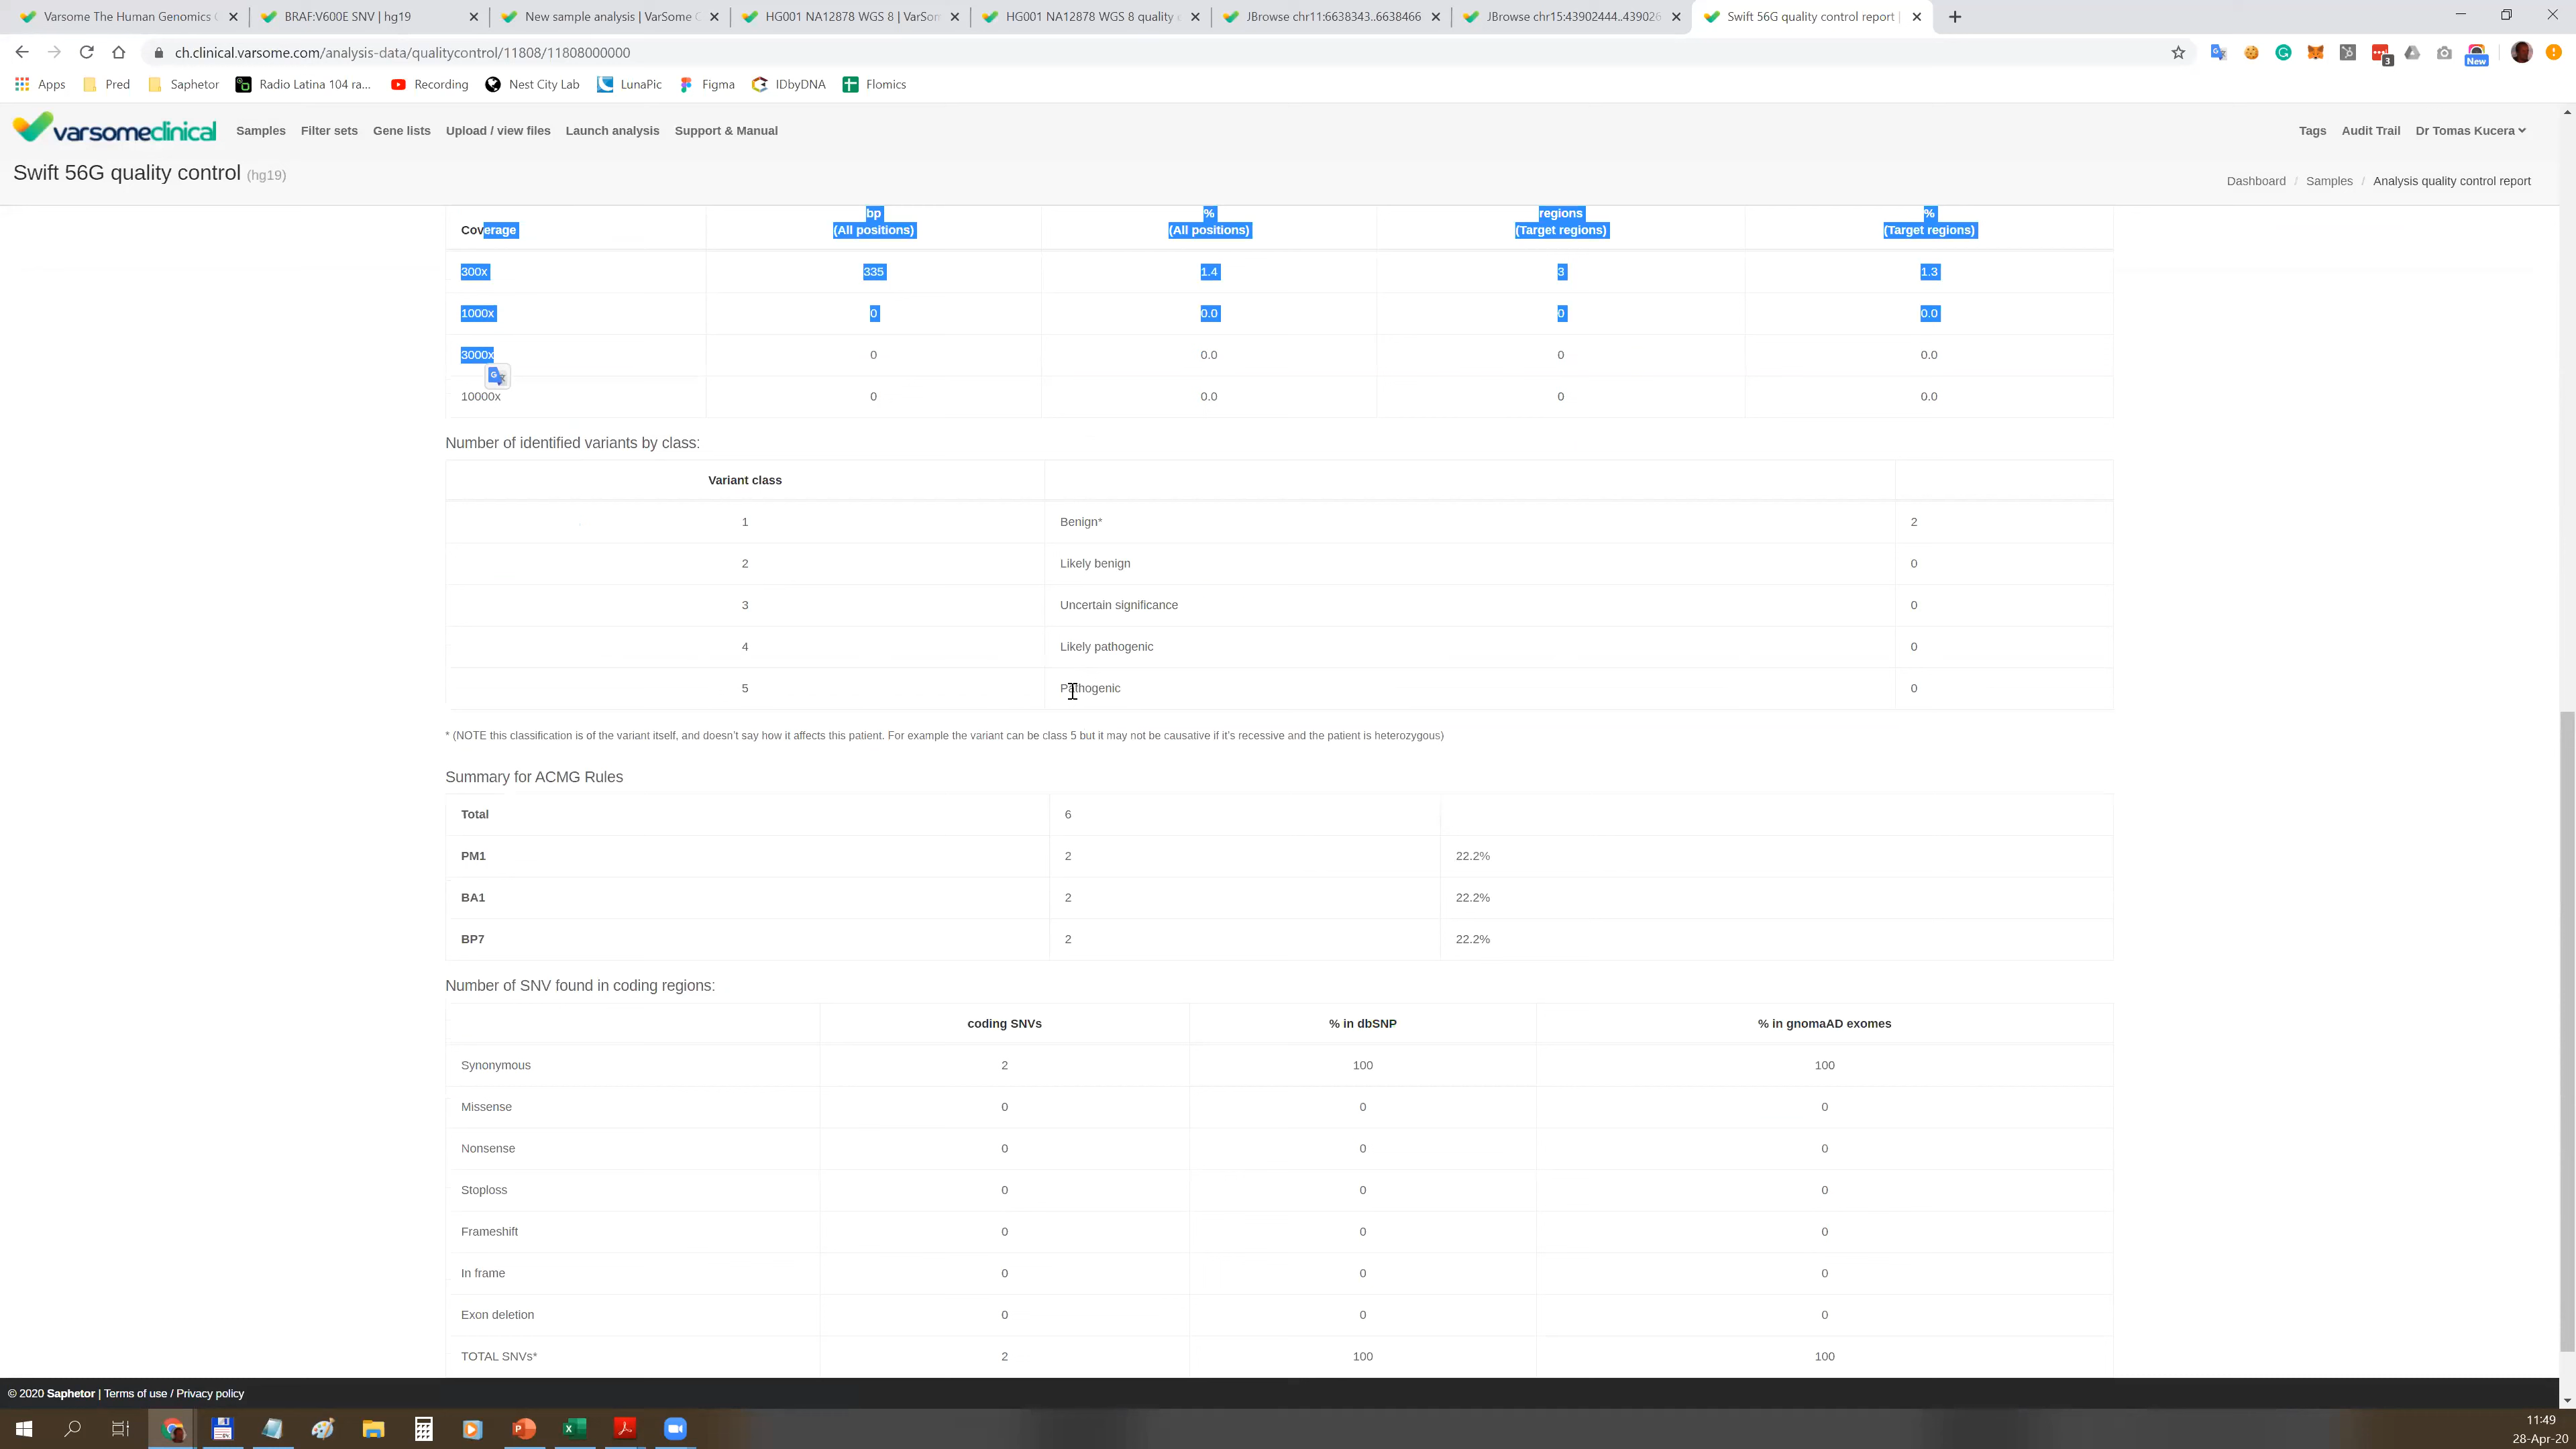 Varsome The Human Genomics C
BRAF:V600E SNV | hg19
New sample analysis | VarSome C
HG001 NA12878 WGS 8 | VarSom
HG001 NA12878 WGS 8 quality c
JBrowse chr11:6638343..6638466
JBrowse chr15:43902444..439026
Swift 56G quality control report |
ch.clinical.varsome.com/analysis-data/qualitycontrol/11808/11808000000
3
New
Apps
Pred
Saphetor
Radio Latina 104 ra...
Recording
Nest City Lab
LunaPic
Figma
IDbyDNA
Flomics
varsomeclinical
Samples
Filter sets
Gene lists
Upload / view files
Launch analysis
Support & Manual
Tags
Audit Trail
Dr Tomas Kucera
Swift 56G quality control (hg19)
Dashboard / Samples / Analysis quality control report
Coverage
bp
(All positions)
%
(All positions)
regions
(Target regions)
%
(Target regions)
300x 335 1.4 3 1.3
1000x 0 0.0 0 0.0
3000x 0 0.0 0 0.0
10000x 0 0.0 0 0.0
Number of identified variants by class:
Variant class
1 Benign* 2
2 Likely benign 0
3 Uncertain significance 0
4 Likely pathogenic 0
5 Pathogenic 0
* (NOTE this classification is of the variant itself, and doesn't say how it affects this patient. For example the variant can be class 5 but it may not be causative if it's recessive and the patient is heterozygous)
Summary for ACMG Rules
Total 6
PM1 2 22.2%
BA1 2 22.2%
BP7 2 22.2%
Number of SNV found in coding regions:
coding SNVs % in dbSNP % in gnomaAD exomes
Synonymous 2 100 100
Missense 0 0 0
Nonsense 0 0 0
Stoploss 0 0 0
Frameshift 0 0 0
In frame 0 0 0
Exon deletion 0 0 0
TOTAL SNVs* 2 100 100
© 2020 Saphetor | Terms of use / Privacy policy
11:49
28-Apr-20